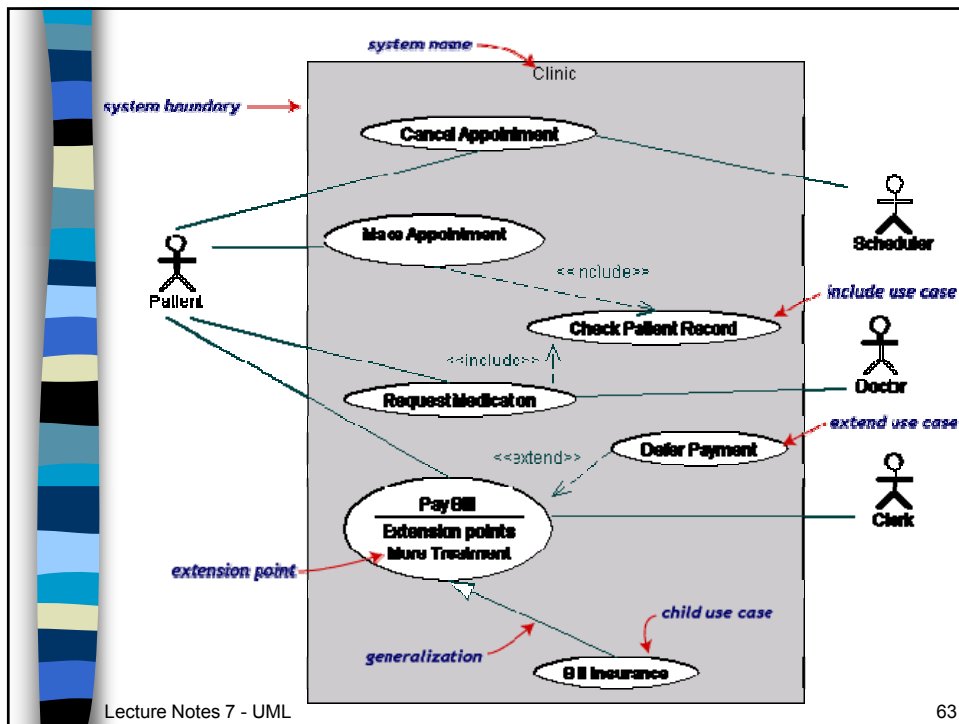 system name
Clinic
system boundary
Cancel Appointment
Scheduler
Make Appointment
Patient
<<include>>
include use case
Check Patient Record
<<include>>
Doctor
Request Medication
extend use case
Defer Payment
<<extend>>
Pay Bill
Clerk
Extension points
More Treatment
extension point
child use case
generalization
Bill Insurance
Lecture Notes 7 - UML
63